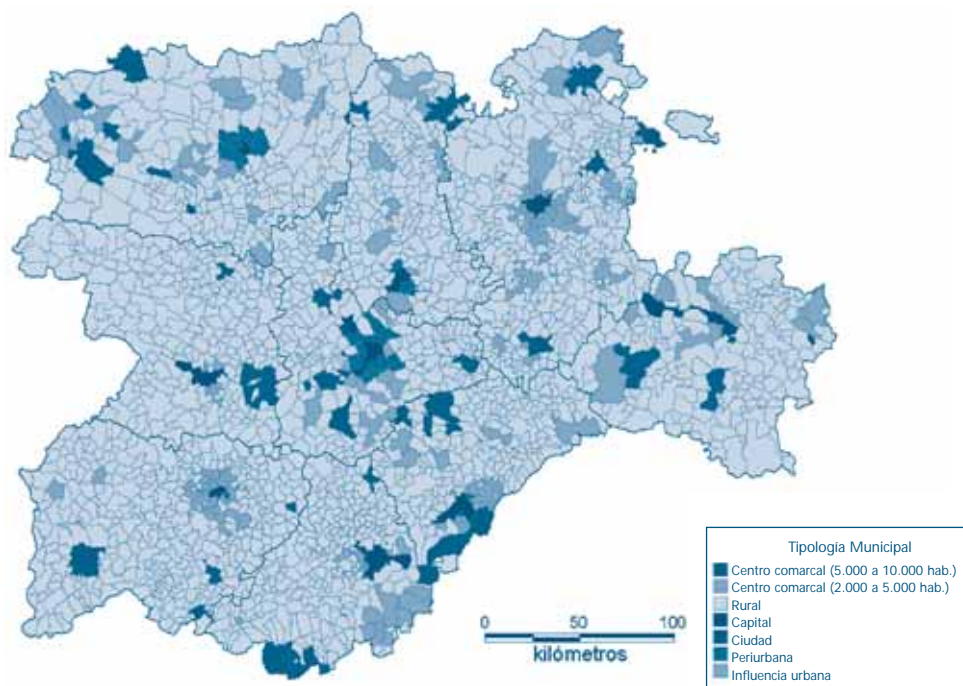 0 50 100
kilómetros
Tipología Municipal
Centro comarcal (5.000 a 10.000 hab.)
Centro comarcal (2.000 a 5.000 hab.)
Rural
Capital
Ciudad
Periurbana
Influencia urbana